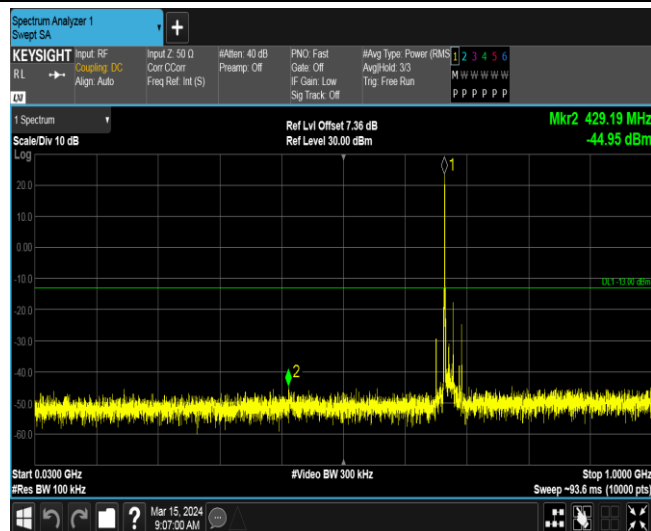 Spectrum Analyzer 1
Swept SA
KEYSIGHT
RL
Input: RF
Coupling: DC
Align: Auto
Input Z: 50 Ω
Corr CCorr
Freq Ref: Int (S)
#Atten: 40 dB
Preamp: Off
PNO: Fast
Gate: Off
IF Gain: Low
Sig Track: Off
#Avg Type: Power (RMS
Avg|Hold: 3/3
Trig: Free Run
1 2 3 4 5 6
M W W W W W
P P P P P P
LXI
1 Spectrum
Scale/Div 10 dB
Log
Ref Lvl Offset 7.36 dB
Ref Level 30.00 dBm
Mkr2 429.19 MHz
-44.95 dBm
1
20.0
10.0
0.00
-10.0
DL1 -13.00 dBm
-20.0
-30.0
-40.0
2
-50.0
-60.0
Start 0.0300 GHz
#Res BW 100 kHz
#Video BW 300 kHz
Stop 1.0000 GHz
Sweep ~93.6 ms (10000 pts)
?
Mar 15, 2024
9:07:00 AM